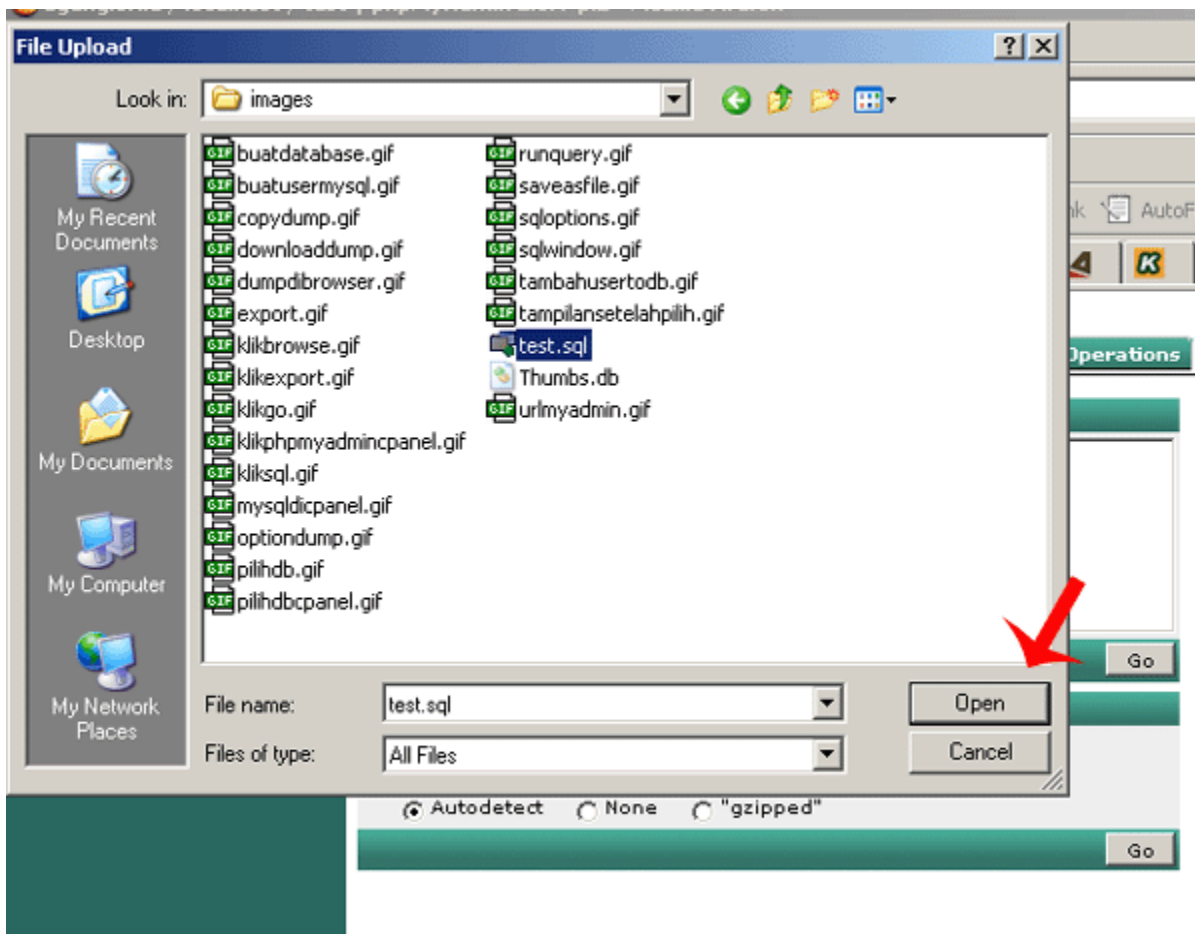 File Upload
Look in: images
My Recent
Documents
Desktop
My Documents
My Computer
My Network
Places
buatdatabase.gif
buatusermysql.gif
copydump.gif
downloaddump.gif
dumpdibrowser.gif
export.gif
klikbrowse.gif
klikexport.gif
klikgo.gif
klikphpmyadmincpanel.gif
kliksql.gif
mysqldicpanel.gif
optiondump.gif
pilihdb.gif
pilihdbcpanel.gif
runquery.gif
saveasfile.gif
sqloptions.gif
sqlwindow.gif
tambahusertodb.gif
tampilansetelahpilih.gif
test.sql
Thumbs.db
urlmyadmin.gif
File name: test.sql Open
Files of type: All Files Cancel
Operations
Go
Autodetect None "gzipped"
Go